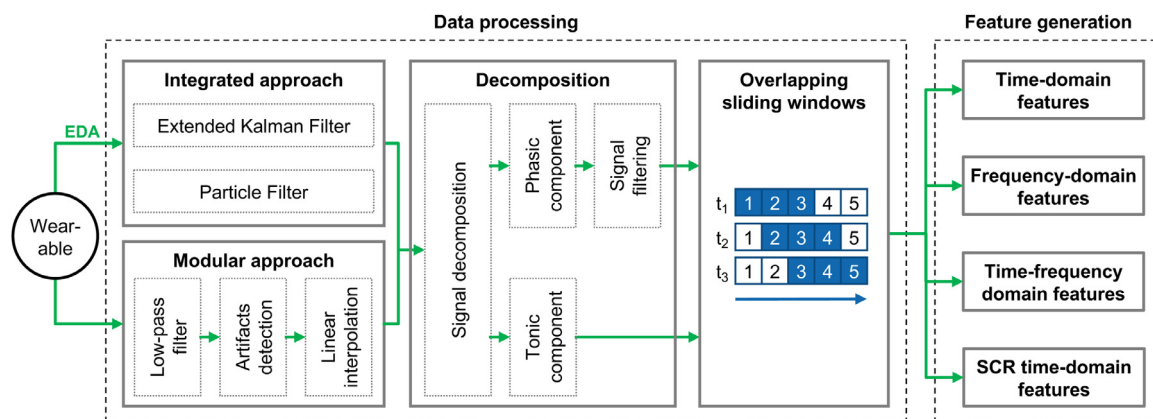 Data processing
Feature generation
EDA
Wear-
able
Integrated approach
Extended Kalman Filter
Particle Filter
Modular approach
Low-pass
filter
Artifacts
detection
Linear
interpolation
Decomposition
Signal decomposition
Phasic
component
Signal
filtering
Tonic
component
Overlapping
sliding windows
t1 1 2 3 4 5
t2 1 2 3 4 5
t3 1 2 3 4 5
Time-domain
features
Frequency-domain
features
Time-frequency
domain features
SCR time-domain
features